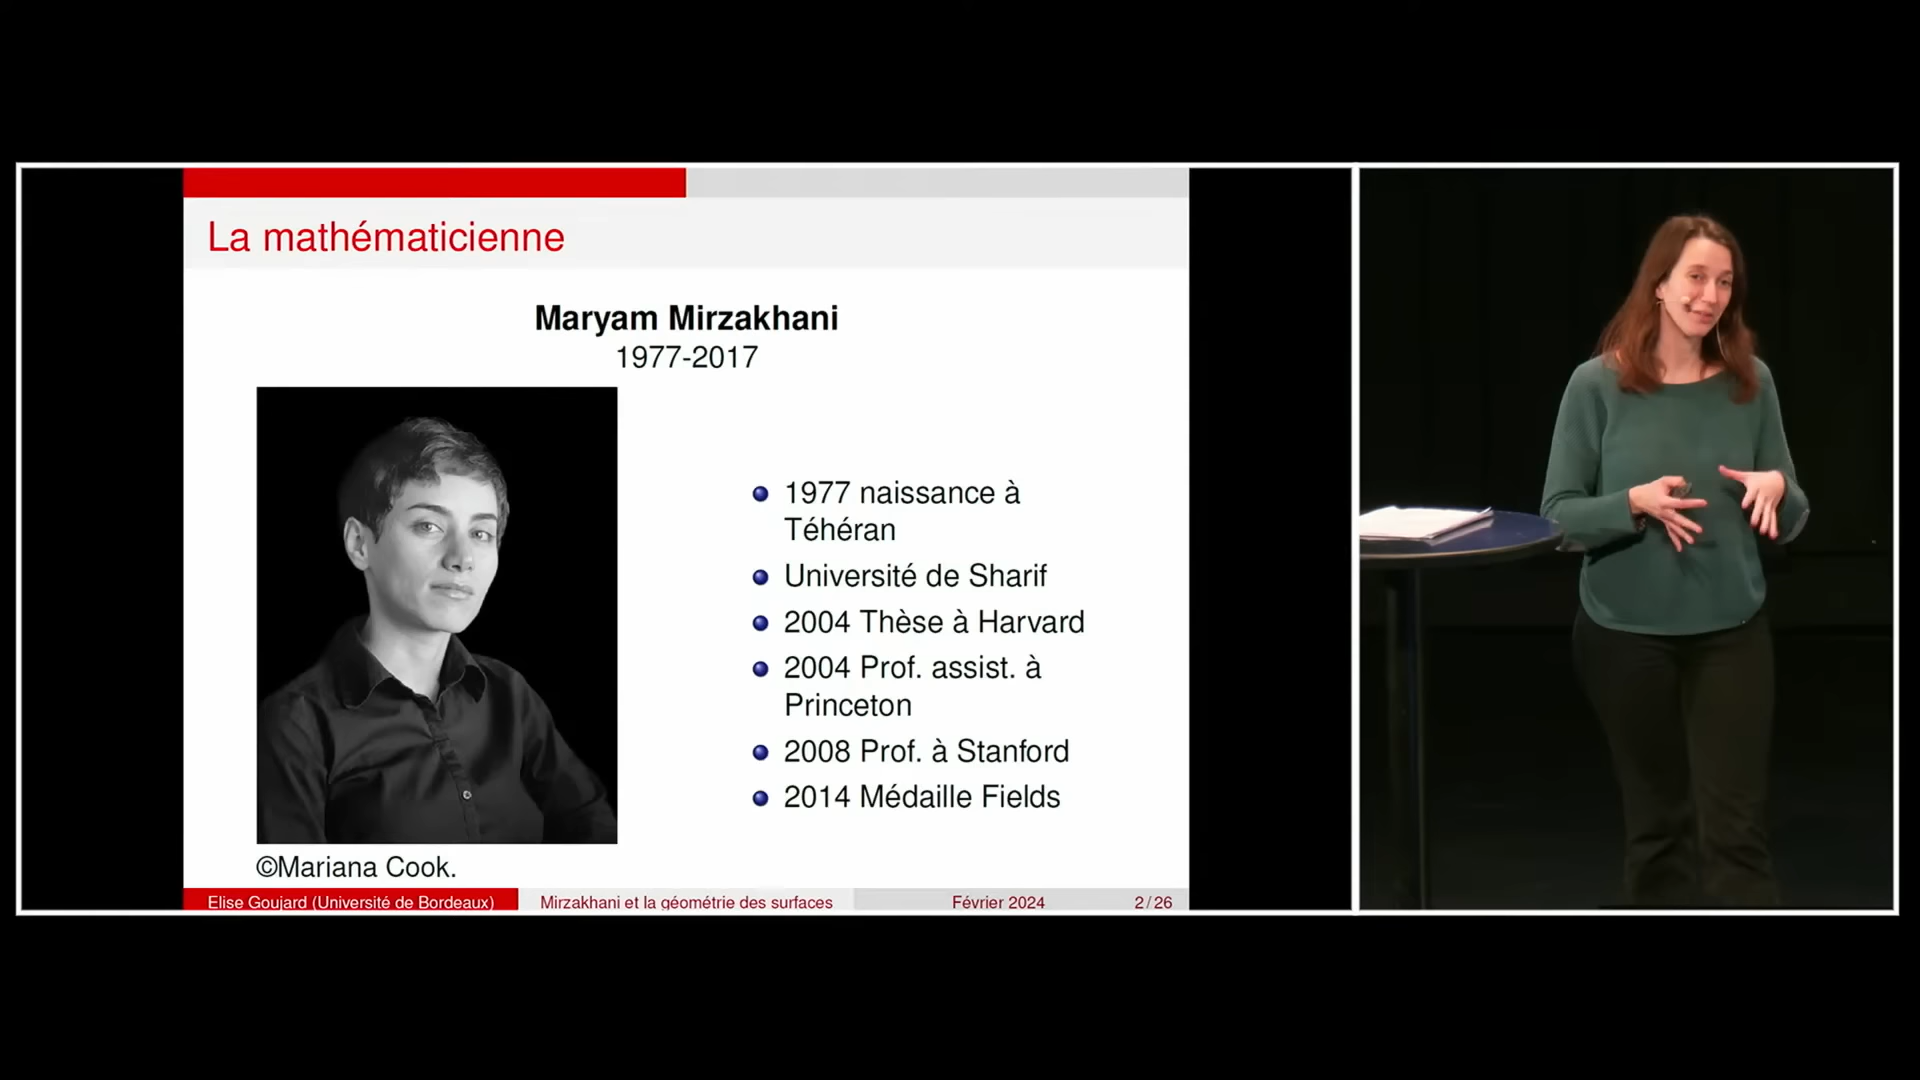 La mathématicienne
Maryam Mirzakhani
1977-2017
1977 naissance à
Téhéran
Université de Sharif
2004 Thèse à Harvard
2004 Prof. assist. à
Princeton
2008 Prof. à Stanford
2014 Médaille Fields
©Mariana Cook.
Elise Goujard (Université de Bordeaux) Mirzakhani et la géométrie des surfaces Février 2024 2 / 26